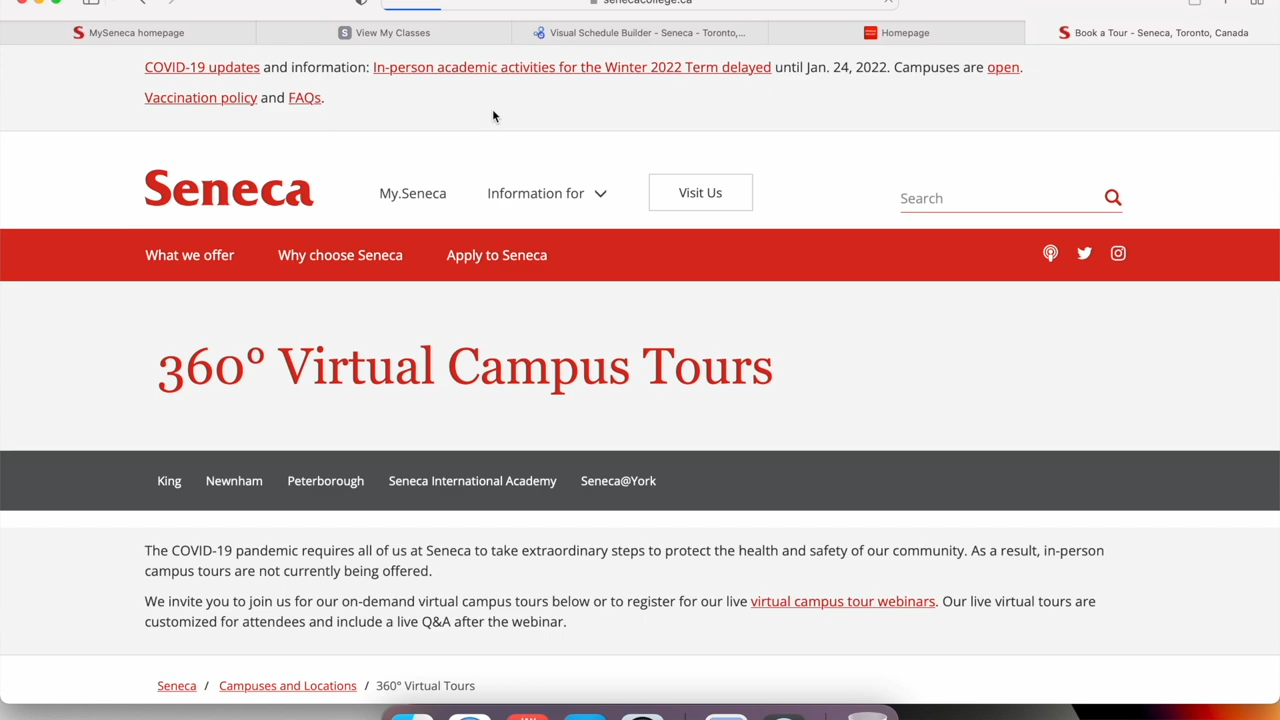 senecacollege.ca
MySeneca homepage
View My Classes
Visual Schedule Builder - Seneca - Toronto,...
Homepage
Book a Tour - Seneca, Toronto, Canada
COVID-19 updates and information: In-person academic activities for the Winter 2022 Term delayed until Jan. 24, 2022. Campuses are open.
Vaccination policy and FAQs.
Seneca
My.Seneca
Information for
Visit Us
Search
What we offer
Why choose Seneca
Apply to Seneca
360° Virtual Campus Tours
King
Newnham
Peterborough
Seneca International Academy
Seneca@York
The COVID-19 pandemic requires all of us at Seneca to take extraordinary steps to protect the health and safety of our community. As a result, in-person
campus tours are not currently being offered.
We invite you to join us for our on-demand virtual campus tours below or to register for our live virtual campus tour webinars. Our live virtual tours are
customized for attendees and include a live Q&A after the webinar.
Seneca / Campuses and Locations / 360° Virtual Tours